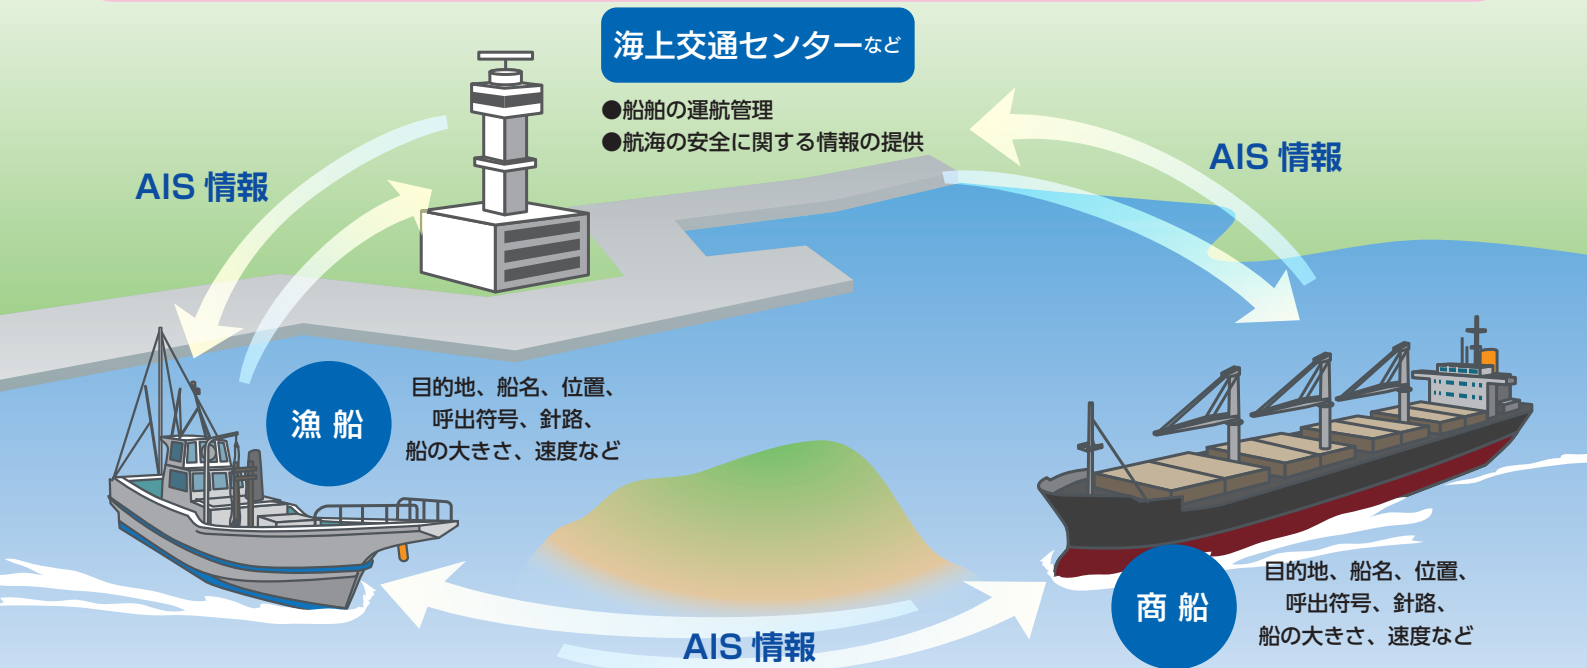 海上交通センターなど
●船舶の運航管理
●航海の安全に関する情報の提供
AIS 情報
AIS 情報
漁 船
目的地、船名、位置、
呼出符号、針路、
船の大きさ、速度など
商 船
目的地、船名、位置、
呼出符号、針路、
船の大きさ、速度など
AIS 情報